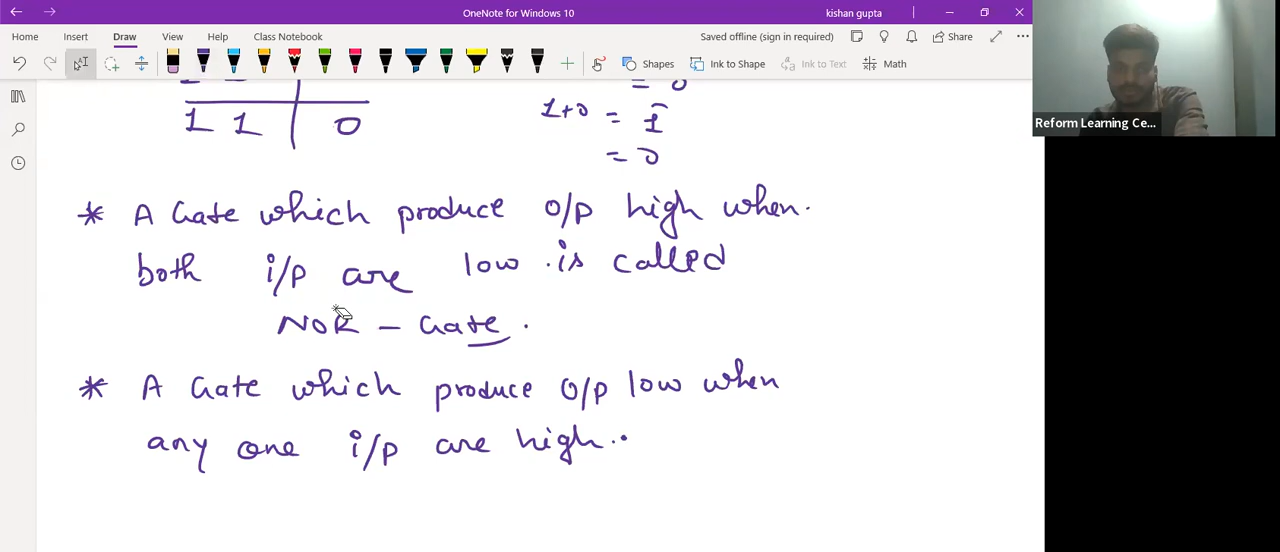 OneNote for Windows 10
kishan gupta
Home Insert Draw View Help Class Notebook
Saved offline (sign in required)
Share
Shapes Ink to Shape Ink to Text Math
Reform Learning Ce...
= 0
1+0 = 1̄
1 1 0
= 0
* A Gate which produce o/p high when.
both i/p are low .is called
NOR - Gate.
* A Gate which produce o/p low when
any one i/p are high.